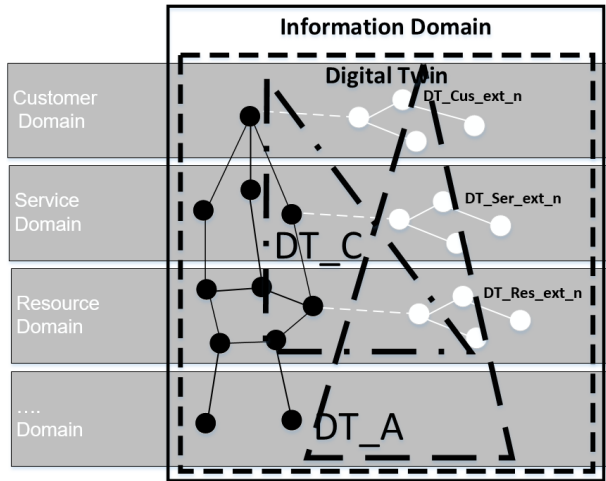 Information Domain
Digital Twin
Customer
Domain
DT_Cus_ext_n
Service
Domain
DT_Ser_ext_n
DT_C
Resource
Domain
DT_Res_ext_n
....
Domain
DT_A